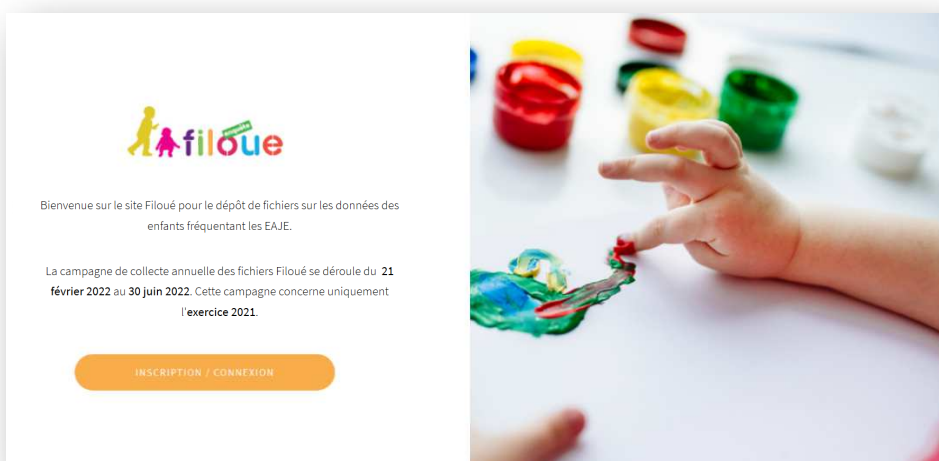 enquête
filoue
Bienvenue sur le site Filoué pour le dépôt de fichiers sur les données des
enfants fréquentant les EAJE.
La campagne de collecte annuelle des fichiers Filoué se déroule du 21
février 2022 au 30 juin 2022. Cette campagne concerne uniquement
l'exercice 2021.
INSCRIPTION / CONNEXION